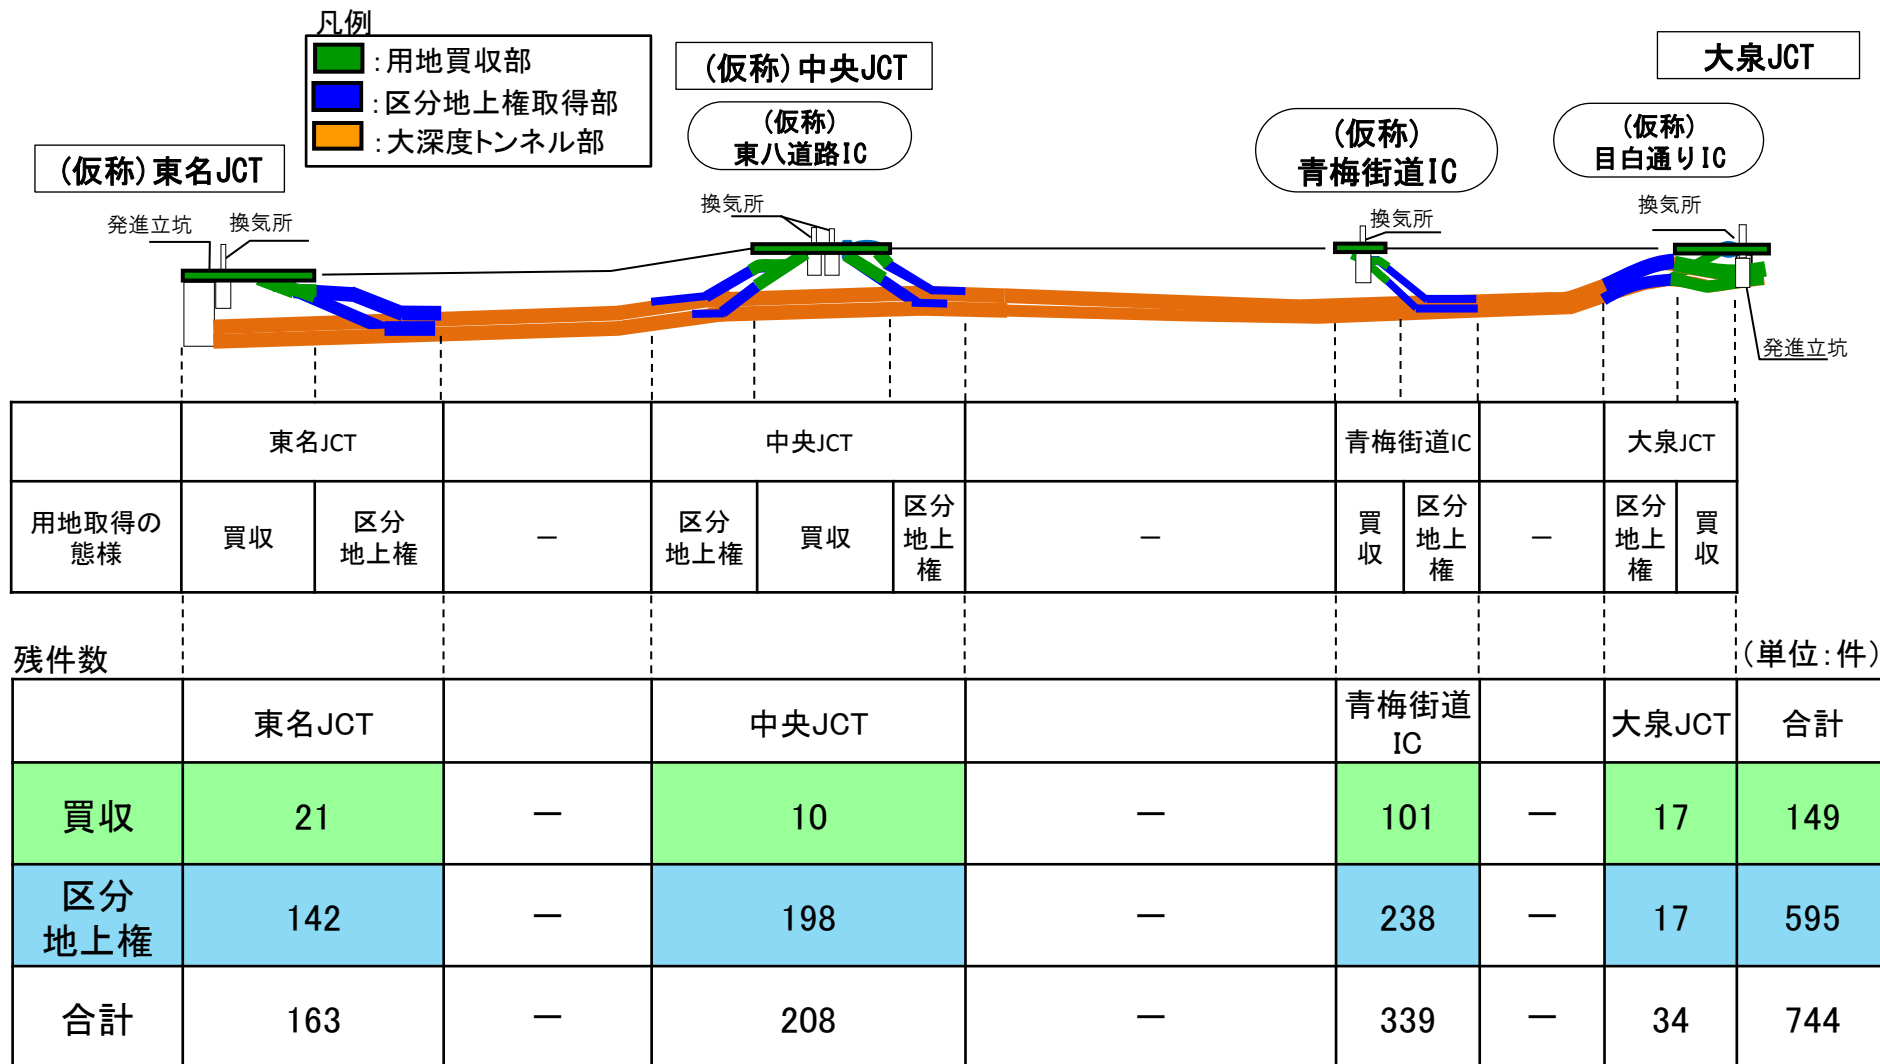 凡例
:用地買収部
:区分地上権取得部
:大深度トンネル部
(仮称)東名JCT
(仮称)中央JCT
(仮称)
東八道路IC
(仮称)
青梅街道IC
大泉JCT
(仮称)
目白通りIC
発進立坑
換気所
換気所
換気所
換気所
発進立坑
東名JCT
中央JCT
青梅街道IC
大泉JCT
用地取得の
態様
買収
区分
地上権
－
区分
地上権
買収
区分
地上
権
－
買
収
区分
地上
権
－
区分
地上
権
買
収
残件数
(単位:件)
東名JCT
中央JCT
青梅街道
IC
大泉JCT
合計
買収
21
－
10
－
101
－
17
149
区分
地上権
142
－
198
－
238
－
17
595
合計
163
－
208
－
339
－
34
744